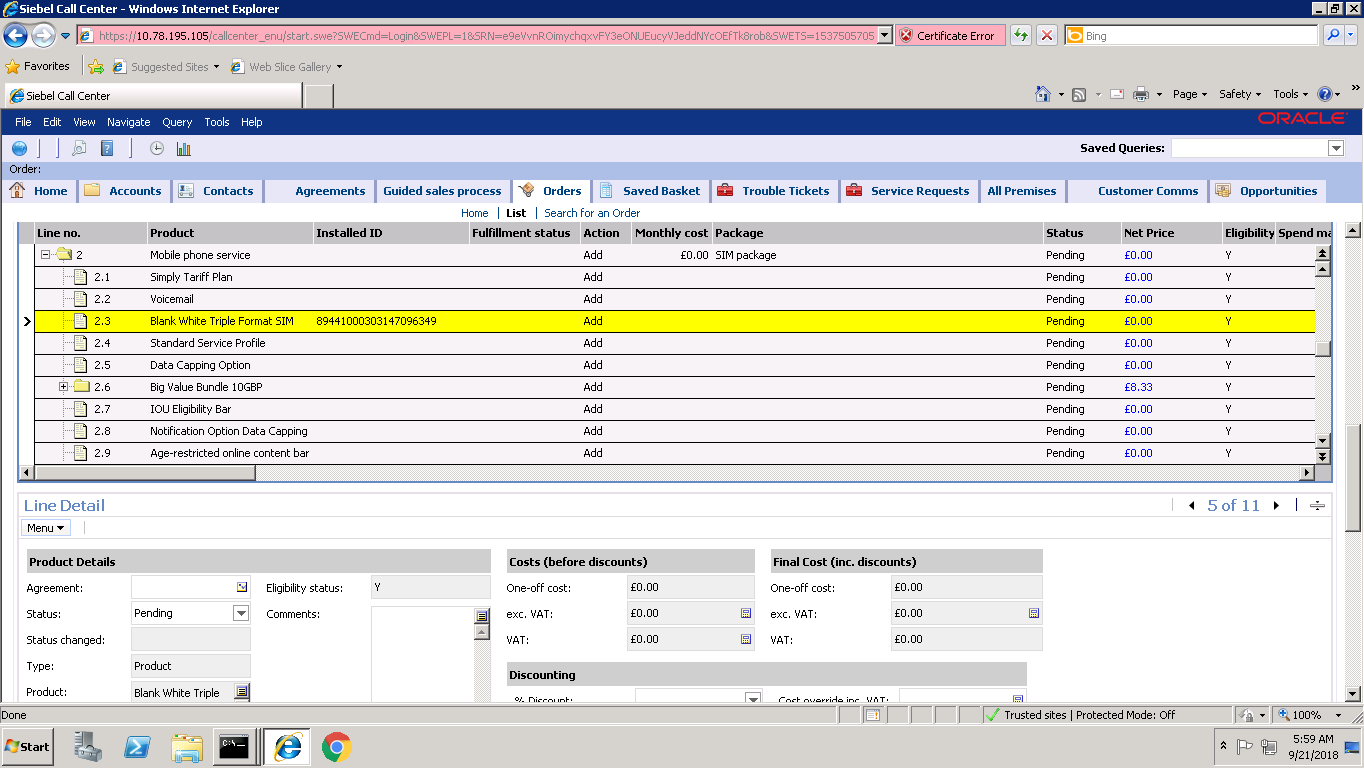 Siebel Call Center - Windows Internet Explorer
https://10.78.195.105/callcenter_enu/start.swe?SWECmd=Login&SWEPL=1&SRN=e9eVvnROimychqxvFY3eONUEucyVJeddNYcOEfTk8rob&SWETS=1537505705 Certificate Error Bing
Favorites Suggested Sites Web Slice Gallery
Siebel Call Center Page Safety Tools
File Edit View Navigate Query Tools Help ORACLE
Saved Queries:
Order:
Home Accounts Contacts Agreements Guided sales process Orders Saved Basket Trouble Tickets Service Requests All Premises Customer Comms Opportunities
Home List Search for an Order
Line no. Product Installed ID Fulfillment status Action Monthly cost Package Status Net Price Eligibility Spend ma
2 Mobile phone service Add £0.00 SIM package Pending £0.00 Y
2.1 Simply Tariff Plan Add Pending £0.00 Y
2.2 Voicemail Add Pending £0.00 Y
2.3 Blank White Triple Format SIM 89441000303147096349 Add Pending £0.00 Y
2.4 Standard Service Profile Add Pending £0.00 Y
2.5 Data Capping Option Add Pending £0.00 Y
2.6 Big Value Bundle 10GBP Add Pending £8.33 Y
2.7 IOU Eligibility Bar Add Pending £0.00 Y
2.8 Notification Option Data Capping Add Pending £0.00 Y
2.9 Age-restricted online content bar Add Pending £0.00 Y
Line Detail 5 of 11
Menu
Product Details Costs (before discounts) Final Cost (inc. discounts)
Agreement: Eligibility status: Y One-off cost: £0.00 One-off cost: £0.00
Status: Pending Comments: exc. VAT: £0.00 exc. VAT: £0.00
Status changed: VAT: £0.00 VAT: £0.00
Type: Product
Discounting
Product: Blank White Triple
% Discount: Cost override inc. VAT:
Done Trusted sites | Protected Mode: Off 100%
Start 5:59 AM
9/21/2018